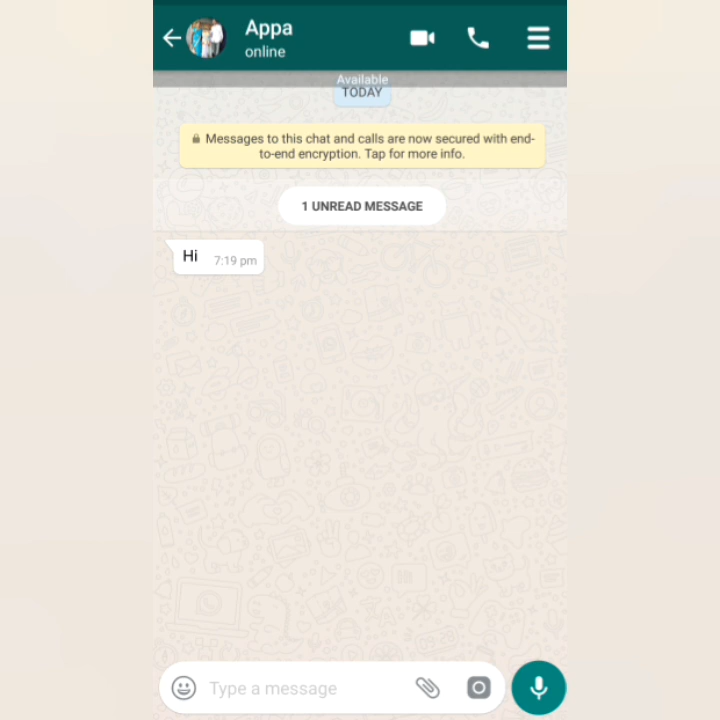 Appa
online
Available
TODAY
Messages to this chat and calls are now secured with end-
to-end encryption. Tap for more info.
1 UNREAD MESSAGE
Hi 7:19 pm
Type a message